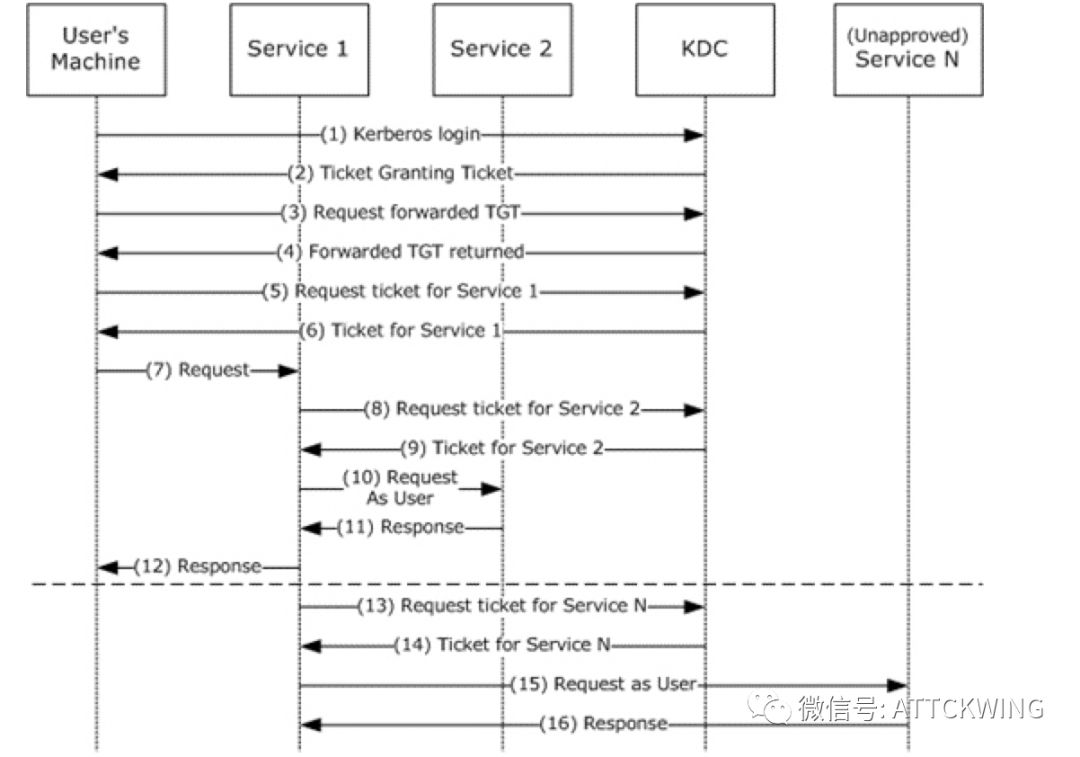 User's
Machine
Service 1
Service 2
KDC
(Unapproved)
Service N
(1) Kerberos login
(2) Ticket Granting Ticket
(3) Request forwarded TGT
(4) Forwarded TGT returned
(5) Request ticket for Service 1
(6) Ticket for Service 1
(7) Request
(8) Request ticket for Service 2
(9) Ticket for Service 2
(10) Request
As User
(11) Response
(12) Response
(13) Request ticket for Service N
(14) Ticket for Service N
(15) Request as User
(16) Response
微信号: ATTCKWING